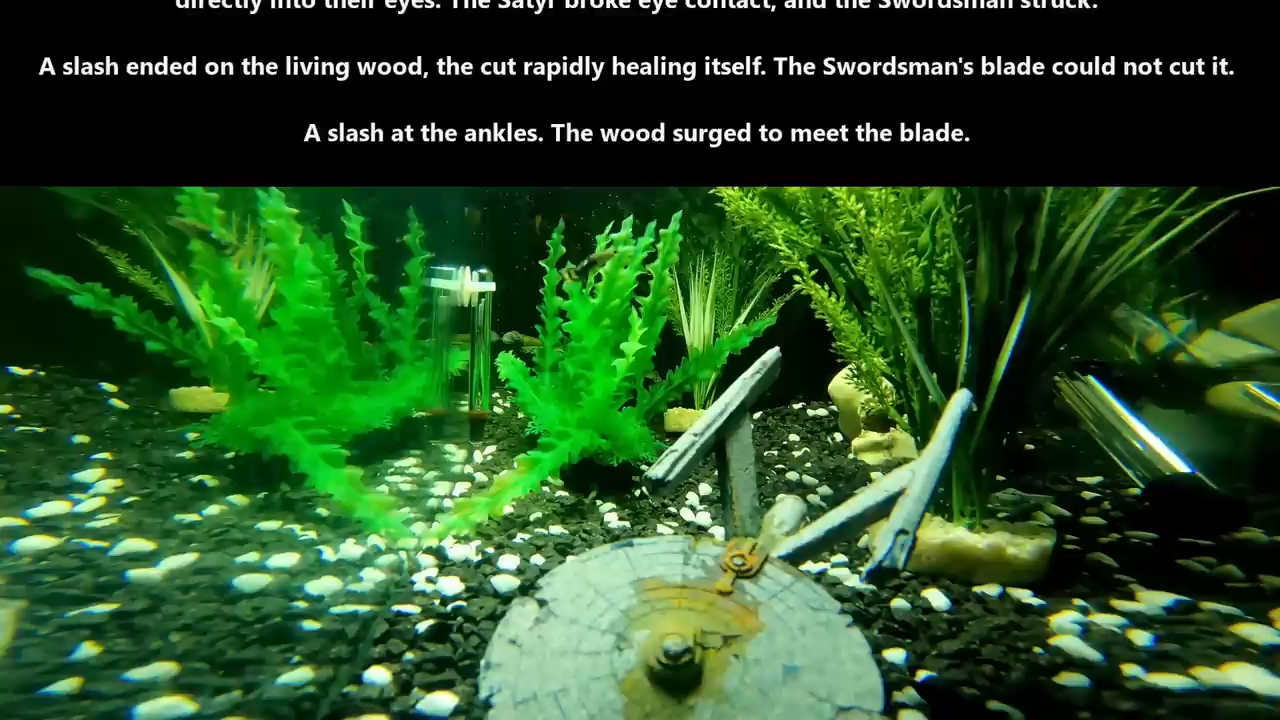 directly into their eyes. The Satyr broke eye contact, and the Swordsman struck.
A slash ended on the living wood, the cut rapidly healing itself. The Swordsman's blade could not cut it.
A slash at the ankles. The wood surged to meet the blade.